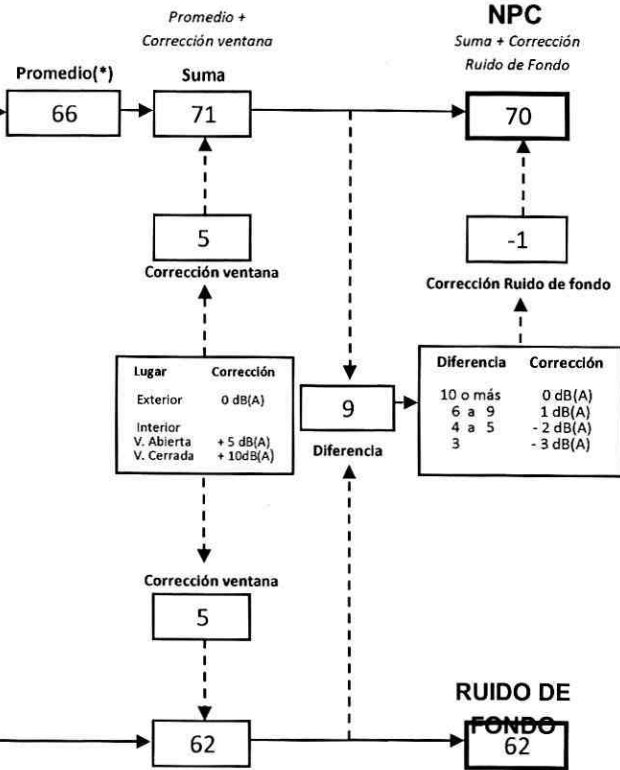 Promedio +
Corrección ventana
NPC
Suma + Corrección
Ruido de Fondo
Promedio(*)
Suma
66
71
70
5
Corrección ventana
-1
Corrección Ruido de fondo
Lugar Corrección
Exterior 0 dB(A)
Interior
V. Abierta + 5 dB(A)
V. Cerrada + 10dB(A)
9
Diferencia
Diferencia Corrección
10 o más 0 dB(A)
6 a 9 1 dB(A)
4 a 5 - 2 dB(A)
3 - 3 dB(A)
Corrección ventana
5
62
RUIDO DE
FONDO
62